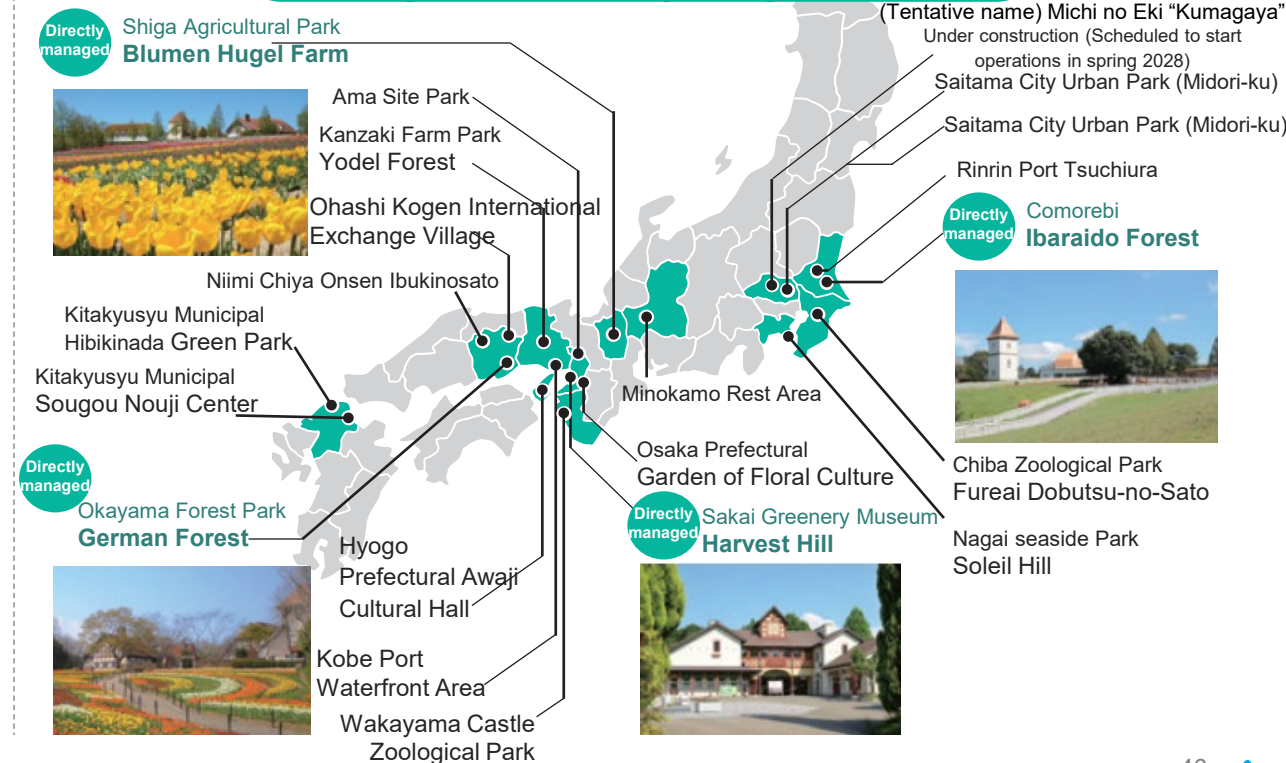 Directly
managed
Shiga Agricultural Park
Blumen Hugel Farm
Ama Site Park
Kanzaki Farm Park
Yodel Forest
Ohashi Kogen International
Exchange Village
Niimi Chiya Onsen Ibukinosato
Kitakyusyu Municipal
Hibikinada Green Park
Kitakyusyu Municipal
Sougou Nouji Center
Directly
managed
Okayama Forest Park
German Forest
Hyogo
Prefectural Awaji
Cultural Hall
Kobe Port
Waterfront Area
Wakayama Castle
Zoological Park
(Tentative name) Michi no Eki “Kumagaya”
Under construction (Scheduled to start
operations in spring 2028)
Saitama City Urban Park (Midori-ku)
Saitama City Urban Park (Midori-ku)
Rinrin Port Tsuchiura
Directly
managed
Comorebi
Ibaraido Forest
Minokamo Rest Area
Osaka Prefectural
Garden of Floral Culture
Directly
managed
Sakai Greenery Museum
Harvest Hill
Chiba Zoological Park
Fureai Dobutsu-no-Sato
Nagai seaside Park
Soleil Hill